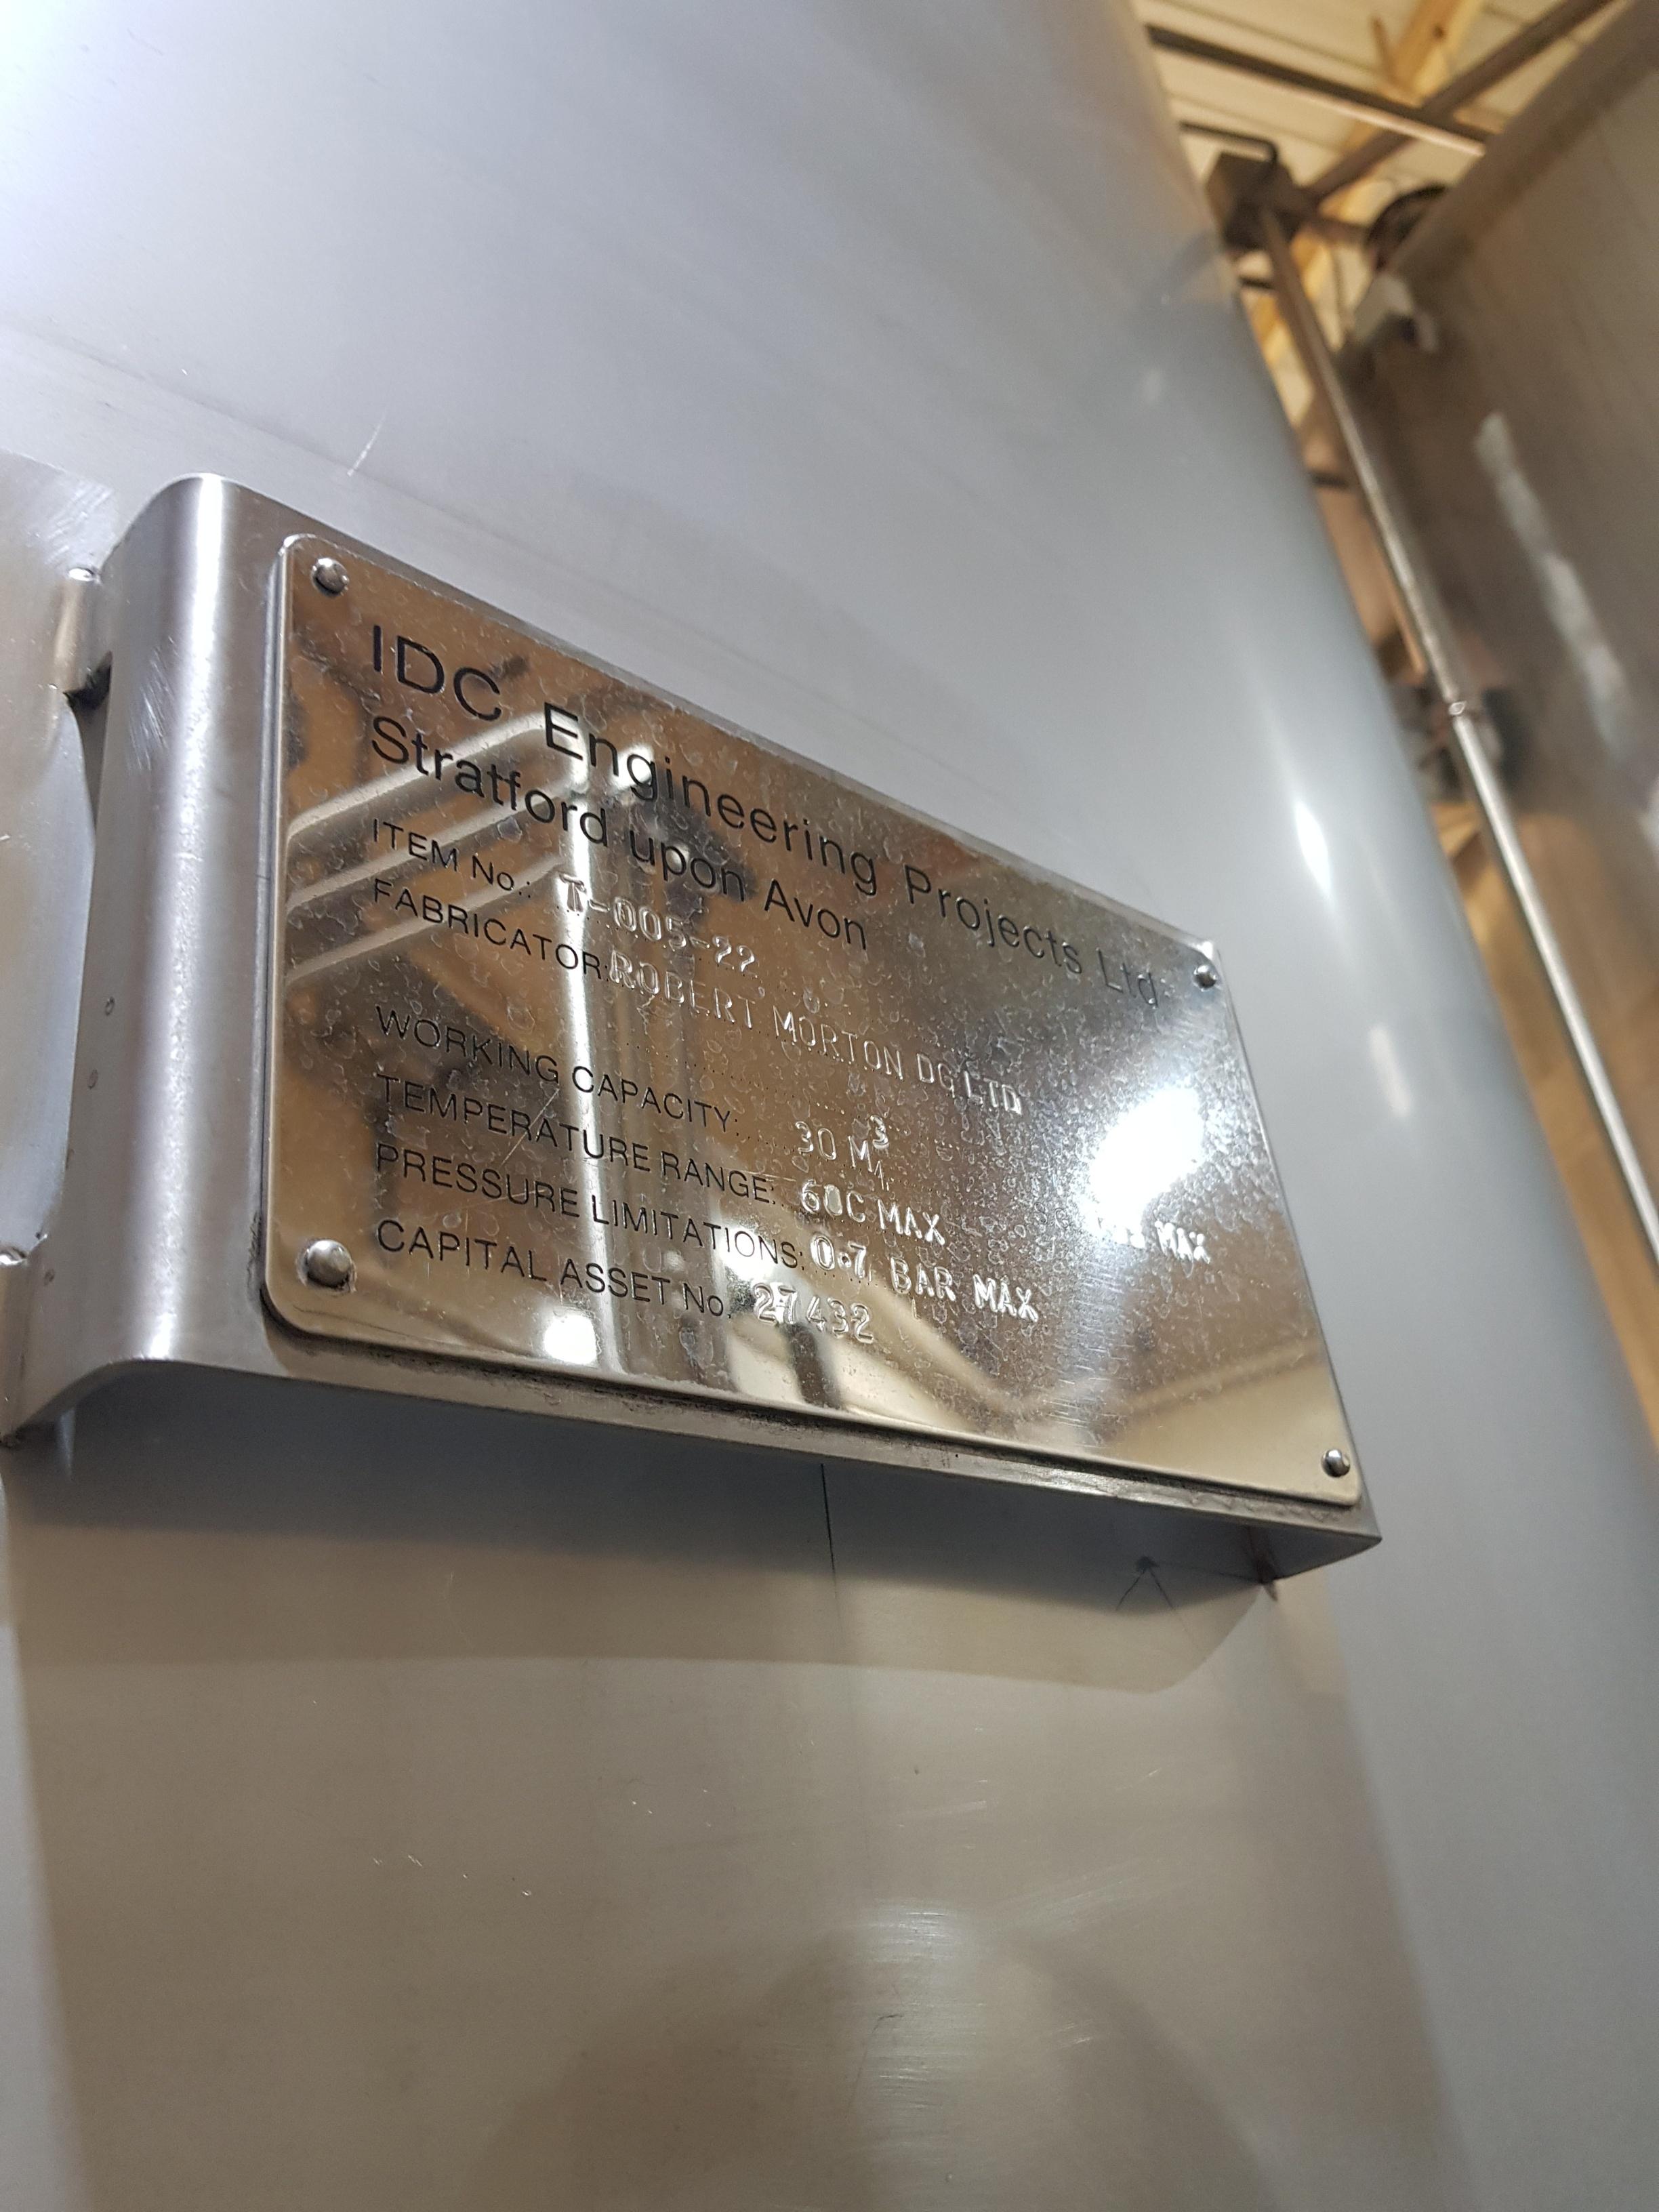 IDC Engineering Projects Ltd
Stratford upon Avon
ITEM No.: T-005-22
FABRICATOR: ROBERT MORTON DG LTD
WORKING CAPACITY: 30 M3
TEMPERATURE RANGE: 60C MAX MAX
PRESSURE LIMITATIONS: 0.7 BAR MAX
CAPITAL ASSET No. 27432